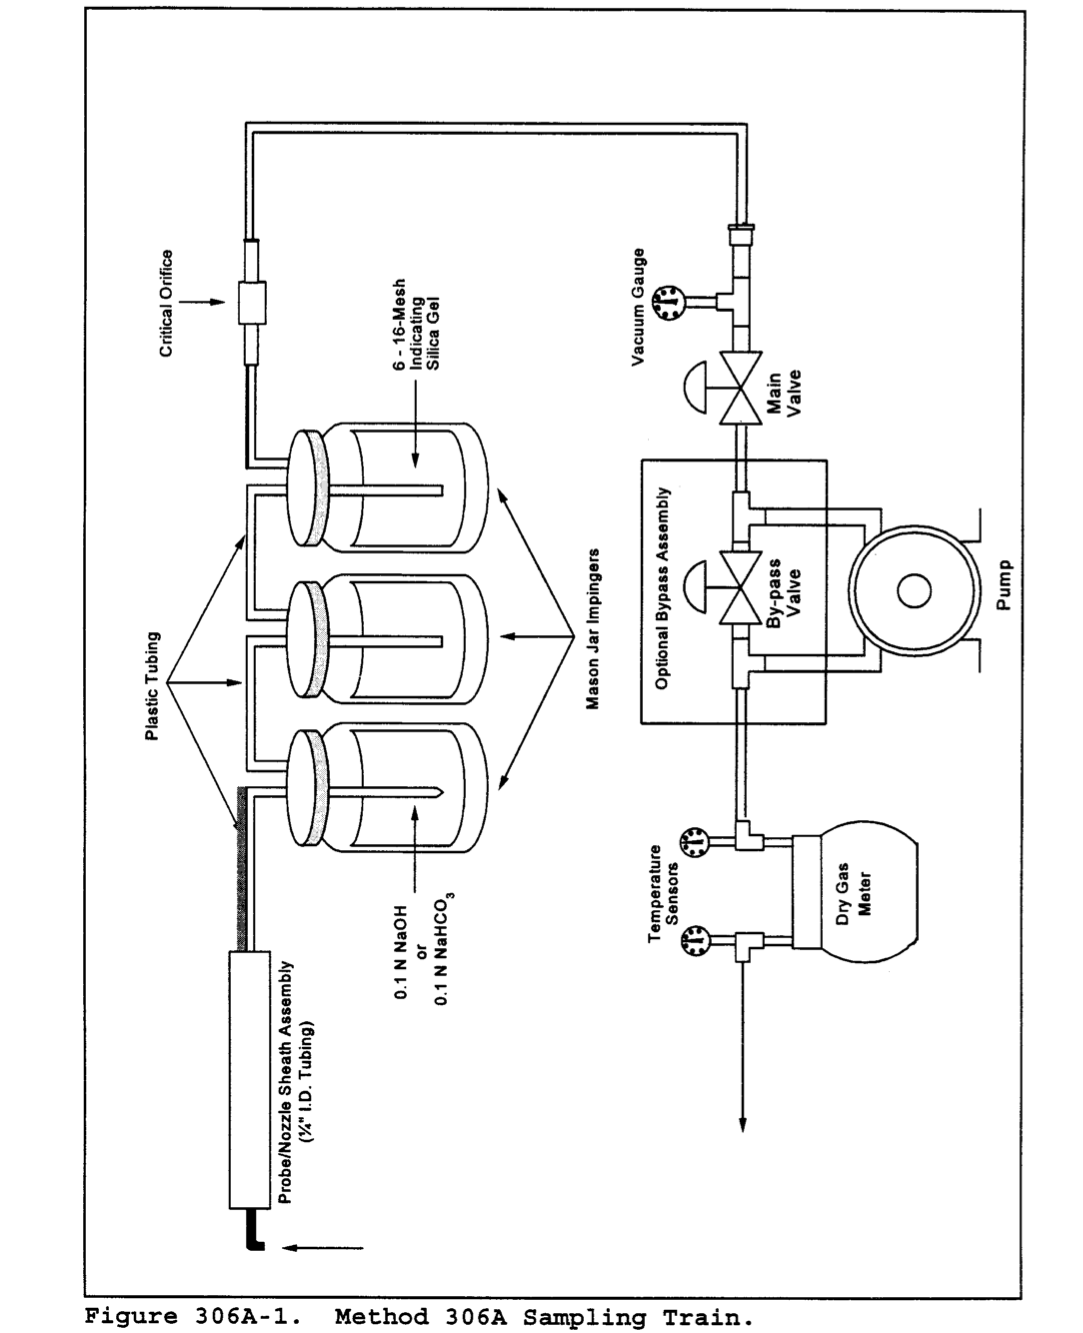 Critical Orifice
6 - 16-Mesh
Indicating
Silica Gel
Vacuum Gauge
Main
Valve
Plastic Tubing
Mason Jar Impingers
Optional Bypass Assembly
By-pass
Valve
Pump
0.1 N NaOH
or
0.1 N NaHCO3
Temperature
Sensors
Dry Gas
Meter
Probe/Nozzle Sheath Assembly
(¼" I.D. Tubing)
Figure 306A-1. Method 306A Sampling Train.